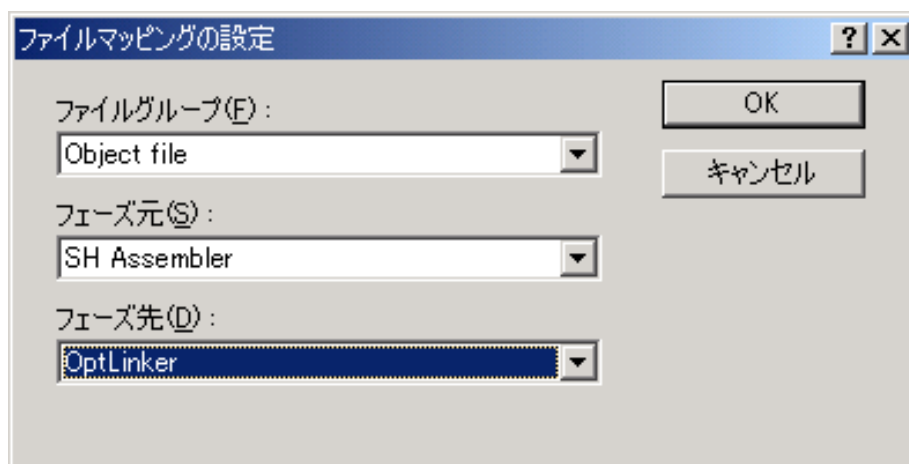 ファイルマッピングの設定
ファイルグループ(F):
Object file
フェーズ元(S):
SH Assembler
フェーズ先(D):
OptLinker
OK
キャンセル